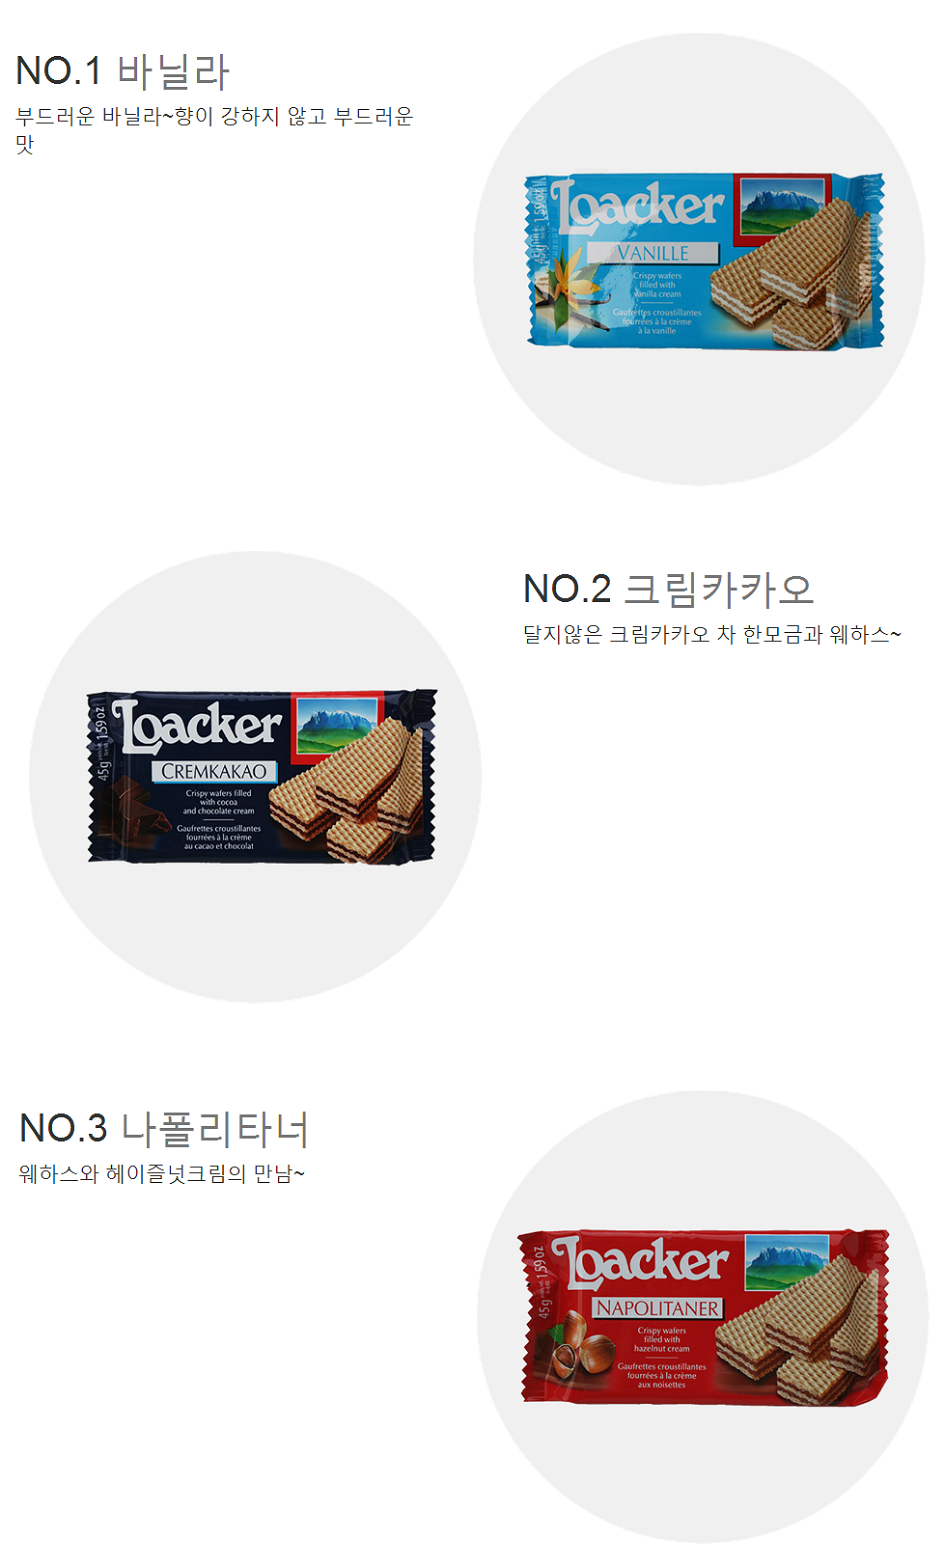 NO.1 바닐라
부드러운 바닐라~향이 강하지 않고 부드러운
맛
45g 1.59 oz
Loacker
VANILLE
Crispy wafers
filled with
vanilla cream
Gaufrettes croustillantes
fourrées à la crème
à la vanille
NO.2 크림카카오
달지않은 크림카카오 차 한모금과 웨하스~
45g 1.59 oz
Loacker
CREMKAKAO
Crispy wafers filled
with cocoa
and chocolate cream
Gaufrettes croustillantes
fourrées à la crème
au cacao et chocolat
NO.3 나폴리타너
웨하스와 헤이즐넛크림의 만남~
45g 1.59 oz
Loacker
NAPOLITANER
Crispy wafers
filled with
hazelnut cream
Gaufrettes croustillantes
fourrées à la crème
aux noisettes